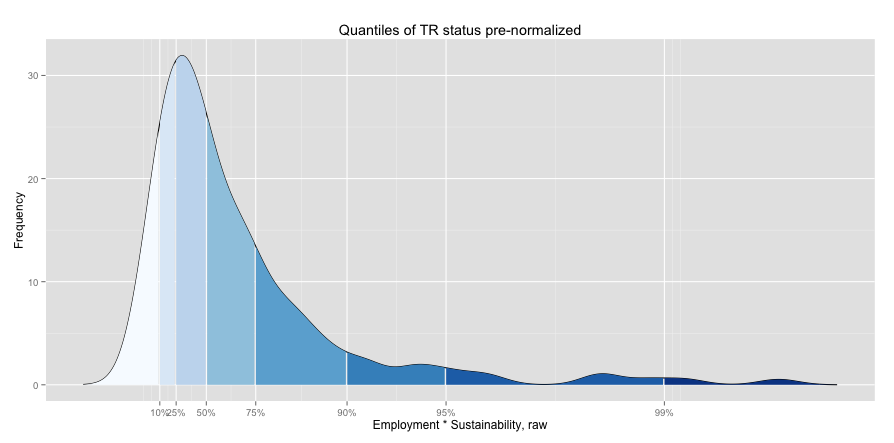 Quantiles of TR status pre-normalized
Frequency
30
20
10
0
10% 25% 50% 75% 90% 95% 99%
Employment * Sustainability, raw